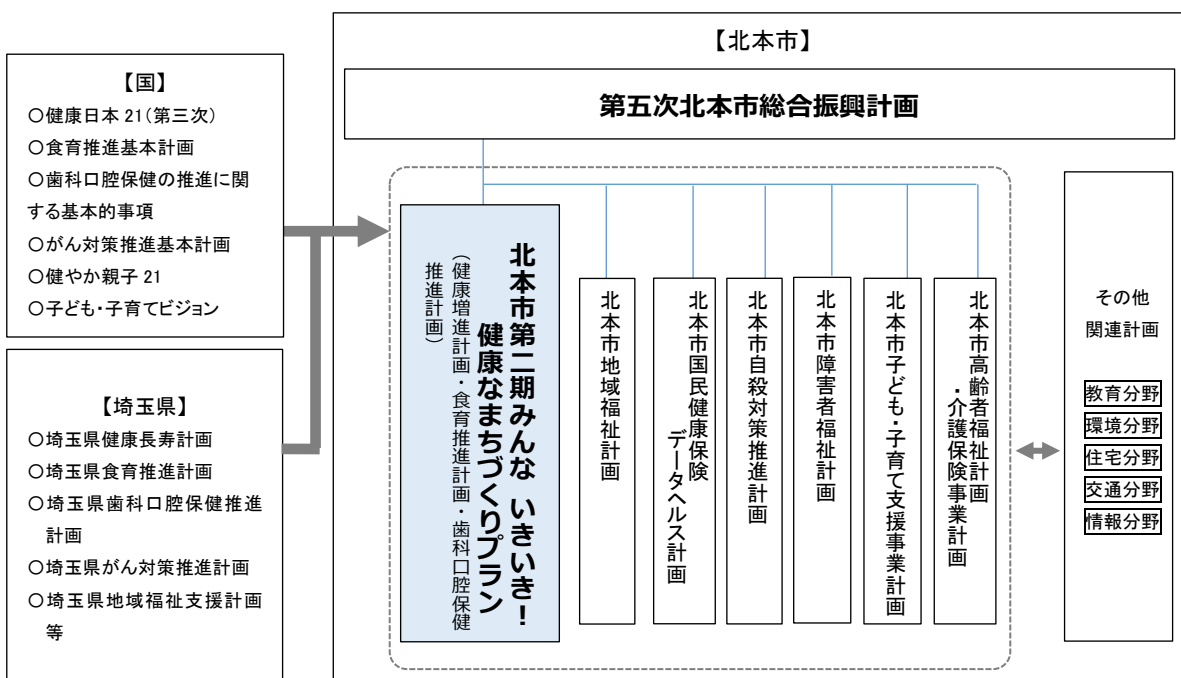 【国】
○健康日本 21(第三次)
○食育推進基本計画
○歯科口腔保健の推進に関
する基本的事項
○がん対策推進基本計画
○健やか親子 21
○子ども・子育てビジョン
【埼玉県】
○埼玉県健康長寿計画
○埼玉県食育推進計画
○埼玉県歯科口腔保健推進
計画
○埼玉県がん対策推進計画
○埼玉県地域福祉支援計画
等
【北本市】
第五次北本市総合振興計画
北本市第二期みんな いきいき！
健康なまちづくりプラン
（健康増進計画・食育推進計画・歯科口腔保健
推進計画）
北本市地域福祉計画
北本市国民健康保険
データヘルス計画
北本市自殺対策推進計画
北本市障害者福祉計画
北本市子ども・子育て支援事業計画
北本市高齢者福祉計画
・介護保険事業計画
その他
関連計画
教育分野
環境分野
住宅分野
交通分野
情報分野